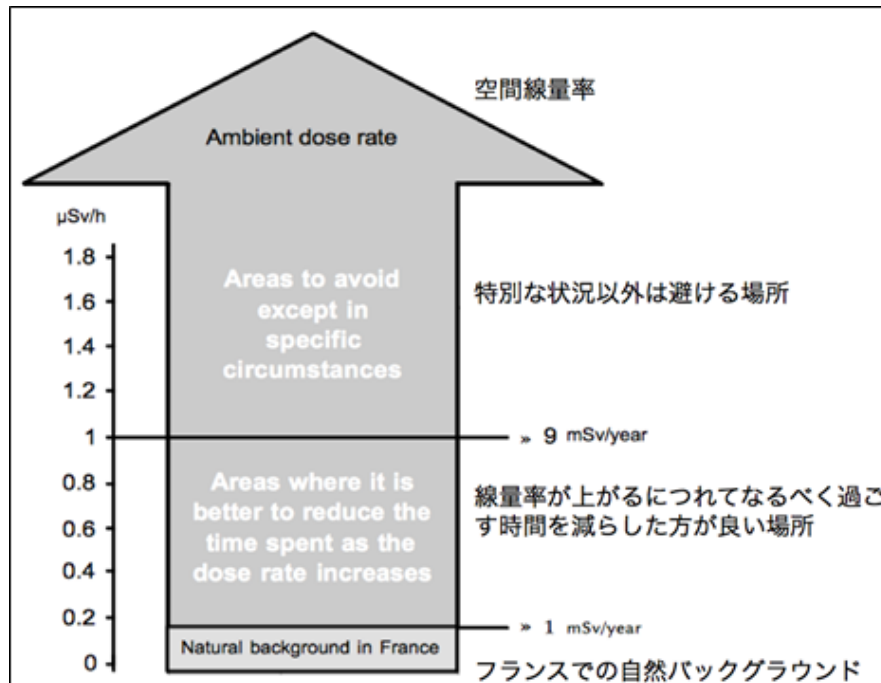 空間線量率
Ambient dose rate
µSv/h
1.8
Areas to avoid
except in
specific
circumstances
特別な状況以外は避ける場所
1.6
1.4
1.2
1
» 9 mSv/year
0.8
Areas where it is
better to reduce the
time spent as the
dose rate increases
線量率が上がるにつれてなるべく過ご
す時間を減らした方が良い場所
0.6
0.4
0.2
» 1 mSv/year
Natural background in France
0
フランスでの自然バックグラウンド